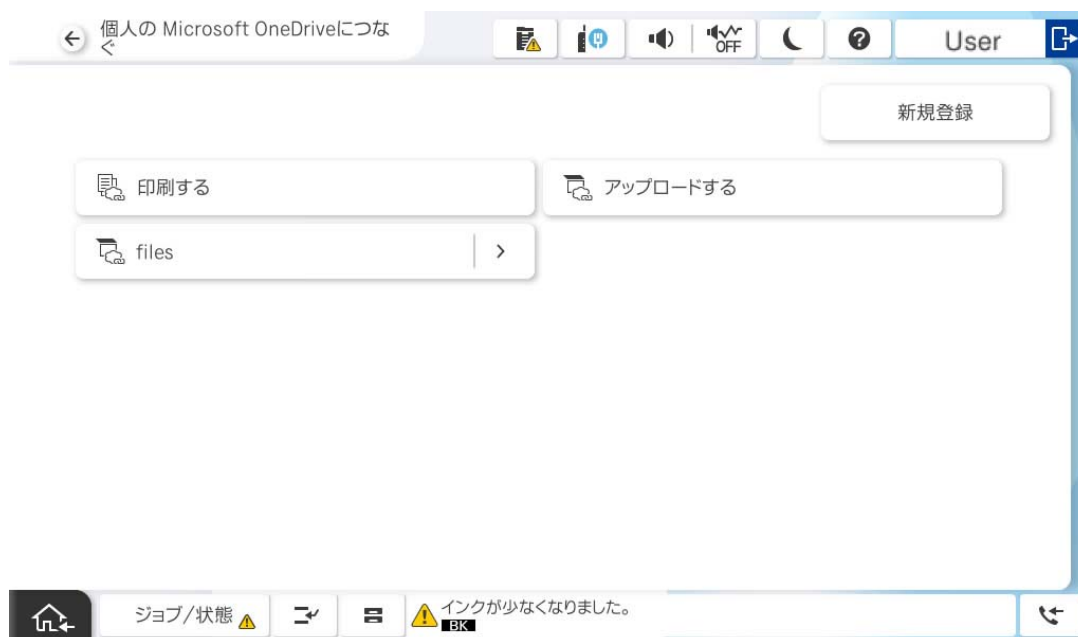 個人の Microsoft OneDriveにつな
ぐ
OFF
User
新規登録
印刷する
アップロードする
files
ジョブ/状態
インクが少なくなりました。
BK